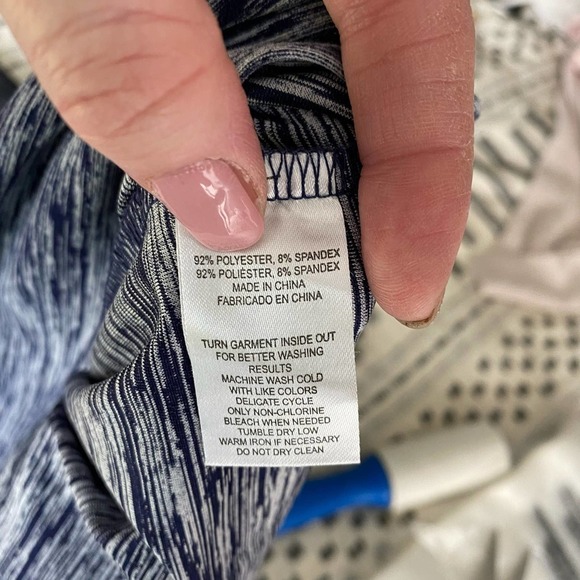 92% POLYESTER, 8% SPANDEX
92% POLIÉSTER, 8% SPANDEX
MADE IN CHINA
FABRICADO EN CHINA
TURN GARMENT INSIDE OUT
FOR BETTER WASHING
RESULTS
MACHINE WASH COLD
WITH LIKE COLORS
DELICATE CYCLE
ONLY NON-CHLORINE
BLEACH WHEN NEEDED
TUMBLE DRY LOW
WARM IRON IF NECESSARY
DO NOT DRY CLEAN